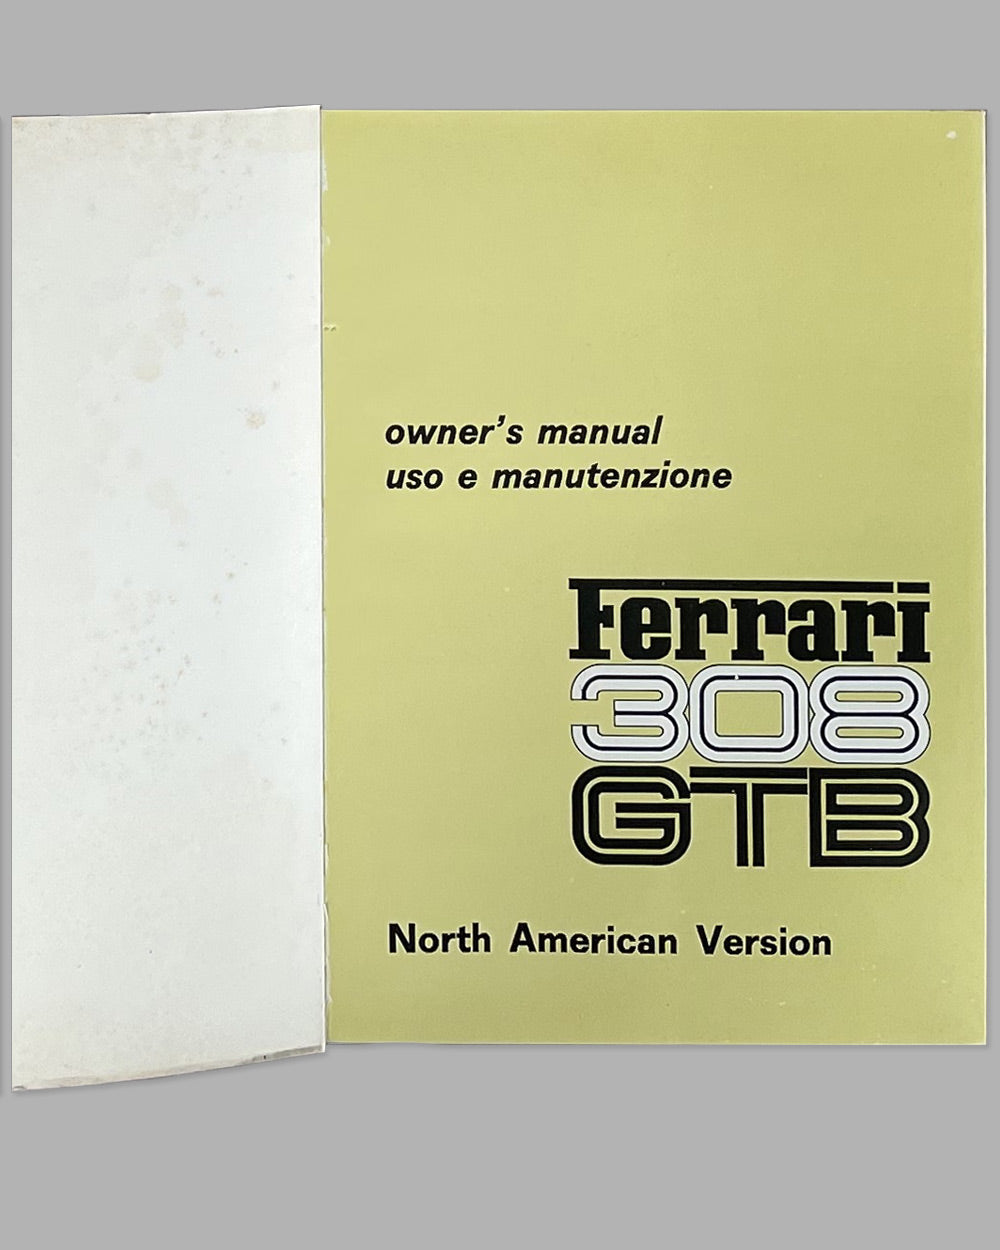 owner's manual
uso e manutenzione
Ferrari
308
GTB
North American Version